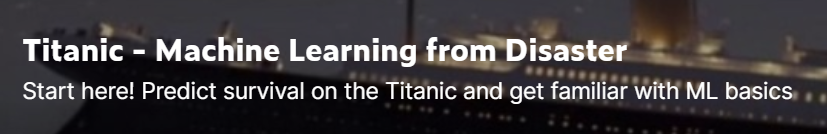 Titanic - Machine Learning from Disaster
Start here! Predict survival on the Titanic and get familiar with ML basics